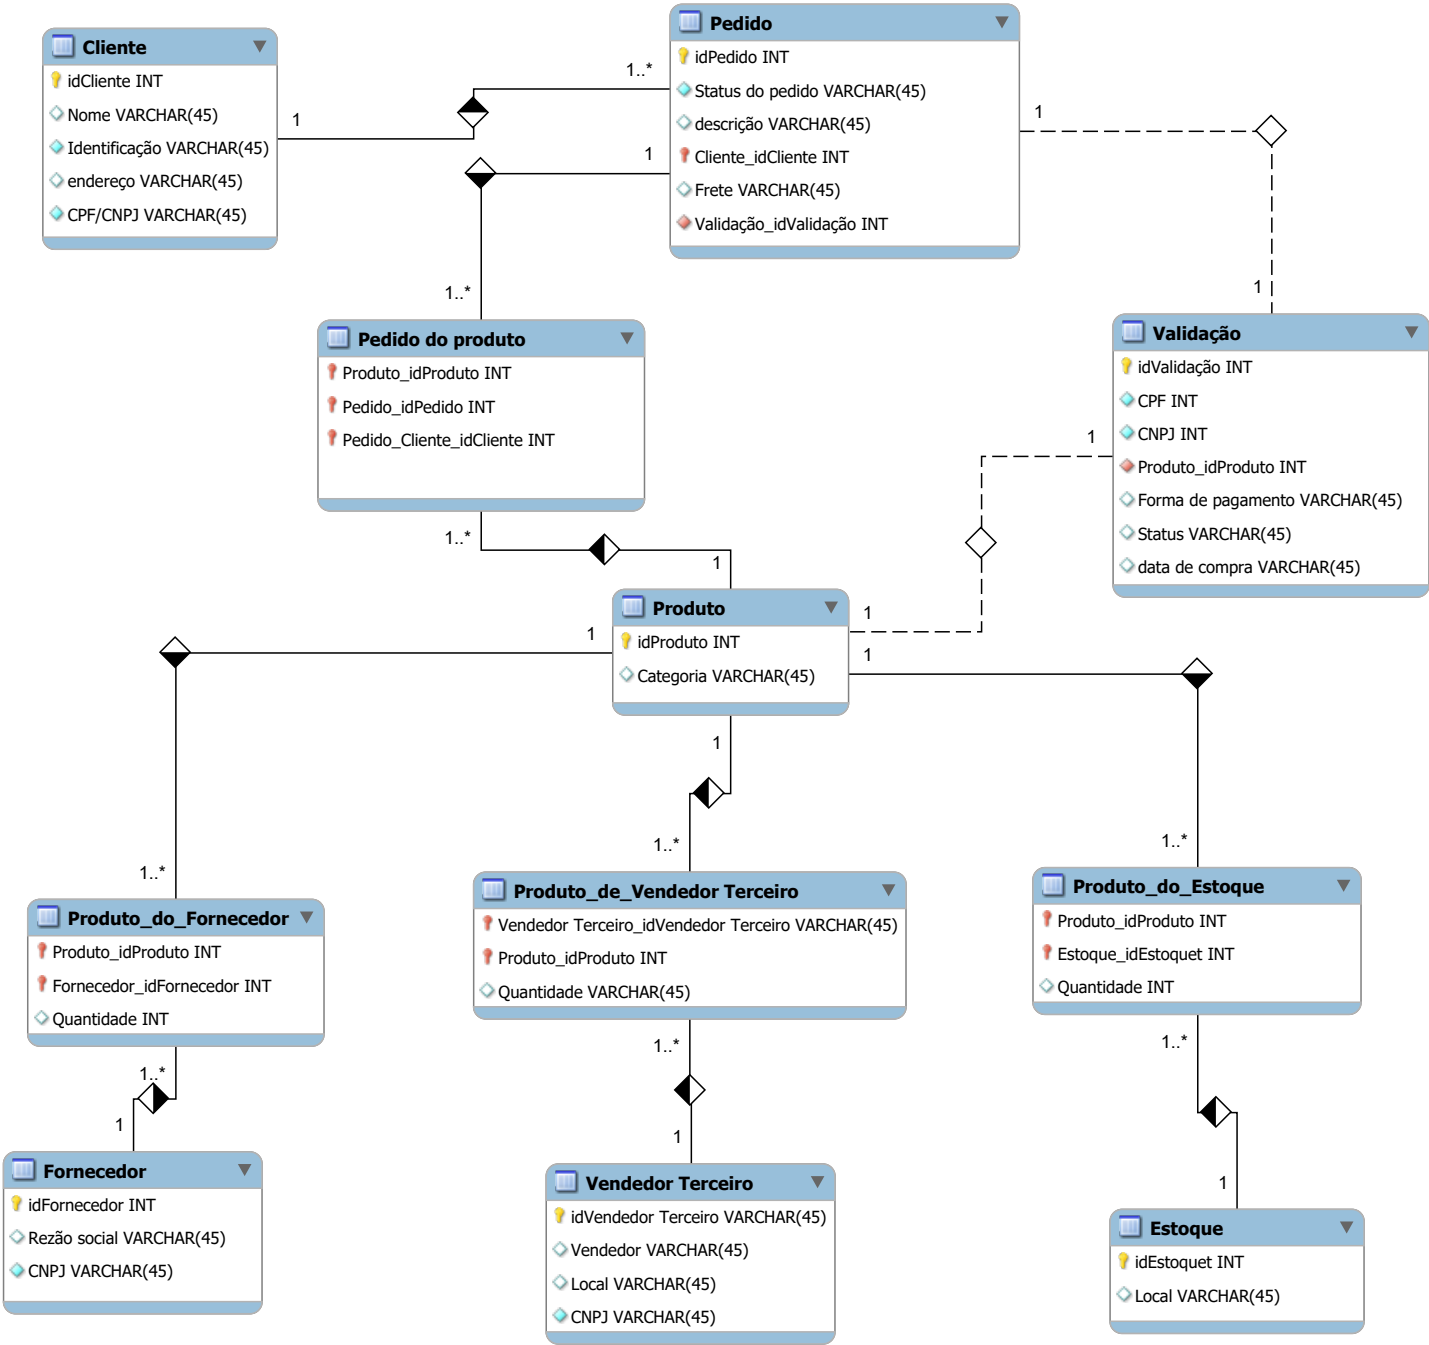 Cliente
idCliente INT
Nome VARCHAR(45)
Identificação VARCHAR(45)
endereço VARCHAR(45)
CPF/CNPJ VARCHAR(45)
1
1..*
Pedido
idPedido INT
Status do pedido VARCHAR(45)
descrição VARCHAR(45)
Cliente_idCliente INT
Frete VARCHAR(45)
Validação_idValidação INT
1
1
1..*
1
Pedido do produto
Produto_idProduto INT
Pedido_idPedido INT
Pedido_Cliente_idCliente INT
Validação
idValidação INT
CPF INT
CNPJ INT
Produto_idProduto INT
Forma de pagamento VARCHAR(45)
Status VARCHAR(45)
data de compra VARCHAR(45)
1
1..*
1
Produto
idProduto INT
Categoria VARCHAR(45)
1
1
1
1
1..*
1..*
1..*
Produto_do_Fornecedor
Produto_idProduto INT
Fornecedor_idFornecedor INT
Quantidade INT
Produto_de_Vendedor Terceiro
Vendedor Terceiro_idVendedor Terceiro VARCHAR(45)
Produto_idProduto INT
Quantidade VARCHAR(45)
Produto_do_Estoque
Produto_idProduto INT
Estoque_idEstoquet INT
Quantidade INT
1..*
1
1..*
1
1..*
1
Fornecedor
idFornecedor INT
Rezão social VARCHAR(45)
CNPJ VARCHAR(45)
Vendedor Terceiro
idVendedor Terceiro VARCHAR(45)
Vendedor VARCHAR(45)
Local VARCHAR(45)
CNPJ VARCHAR(45)
Estoque
idEstoquet INT
Local VARCHAR(45)